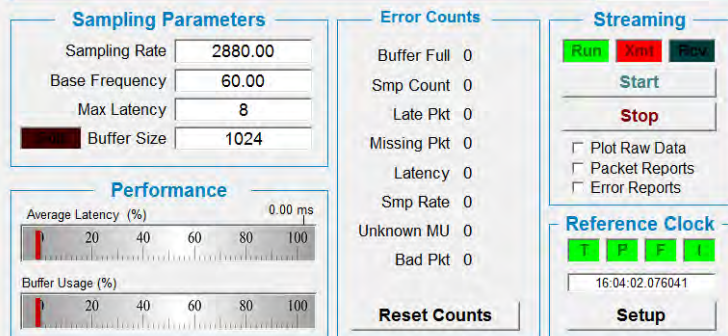 Sampling Parameters
Sampling Rate 2880.00
Base Frequency 60.00
Max Latency 8
Buffer Size 1024
Performance
Average Latency (%) 0.00 ms
20 40 60 80 100
Buffer Usage (%)
20 40 60 80 100
Error Counts
Buffer Full 0
Smp Count 0
Late Pkt 0
Missing Pkt 0
Latency 0
Smp Rate 0
Unknown MU 0
Bad Pkt 0
Reset Counts
Streaming
Run Xmt Rcv
Start
Stop
Plot Raw Data
Packet Reports
Error Reports
Reference Clock
T P F I
16:04:02.076041
Setup